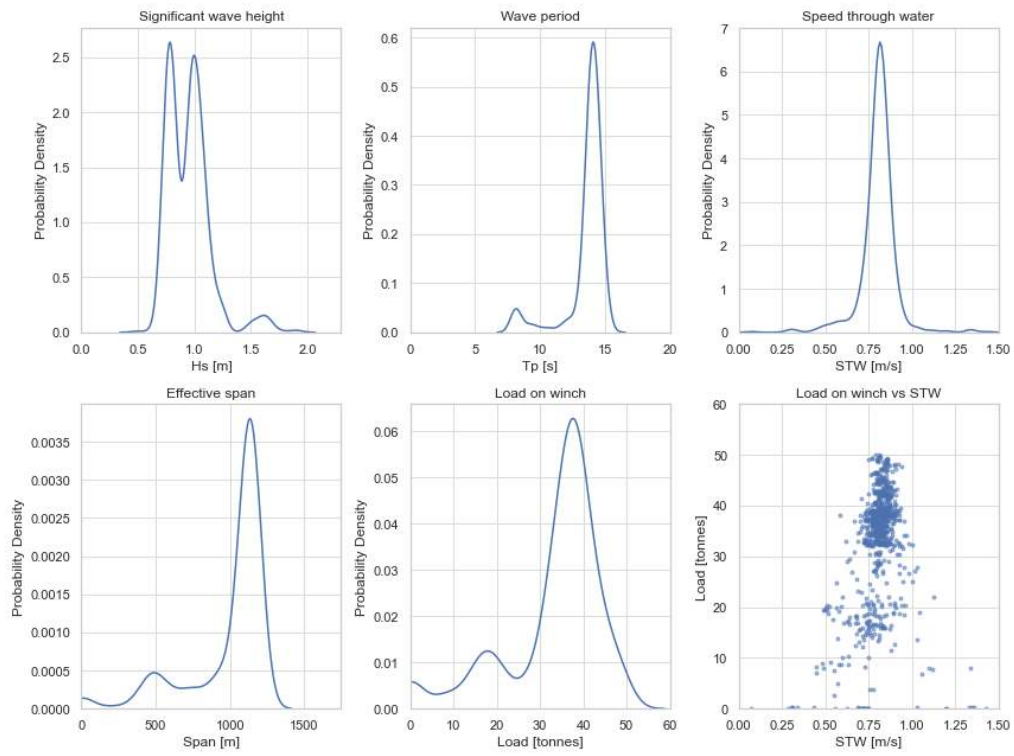 Significant wave height
Wave period
Speed through water
Probability Density
2.5
2.0
1.5
1.0
0.5
0.0
0.0 0.5 1.0 1.5 2.0
Hs [m]
Probability Density
0.6
0.5
0.4
0.3
0.2
0.1
0.0
0 5 10 15 20
Tp [s]
Probability Density
7
6
5
4
3
2
1
0
0.00 0.25 0.50 0.75 1.00 1.25 1.50
STW [m/s]
Effective span
Load on winch
Load on winch vs STW
Probability Density
0.0035
0.0030
0.0025
0.0020
0.0015
0.0010
0.0005
0.0000
0 500 1000 1500
Span [m]
Probability Density
0.06
0.05
0.04
0.03
0.02
0.01
0.00
0 10 20 30 40 50 60
Load [tonnes]
Load [tonnes]
60
50
40
30
20
10
0
0.00 0.25 0.50 0.75 1.00 1.25 1.50
STW [m/s]